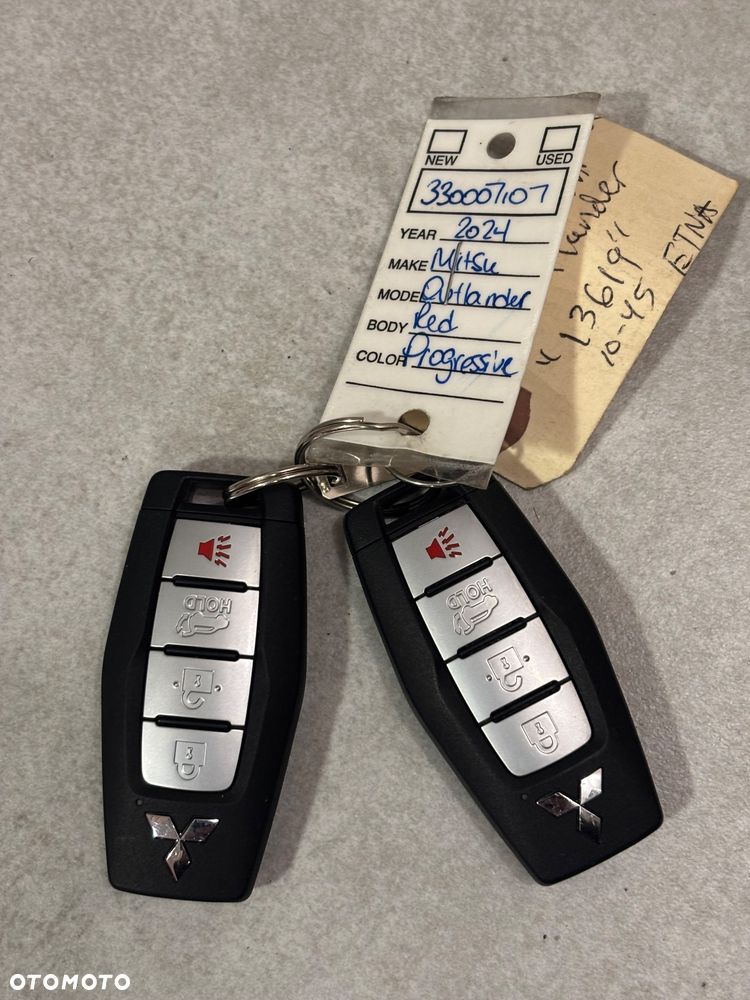 NEW USED
330007107
YEAR 2024
MAKE Mitsu
MODEL Outlander
BODY Red
COLOR Progressive
"13619"
10-45
ETNA
HOLD
HOLD
OTOMOTO